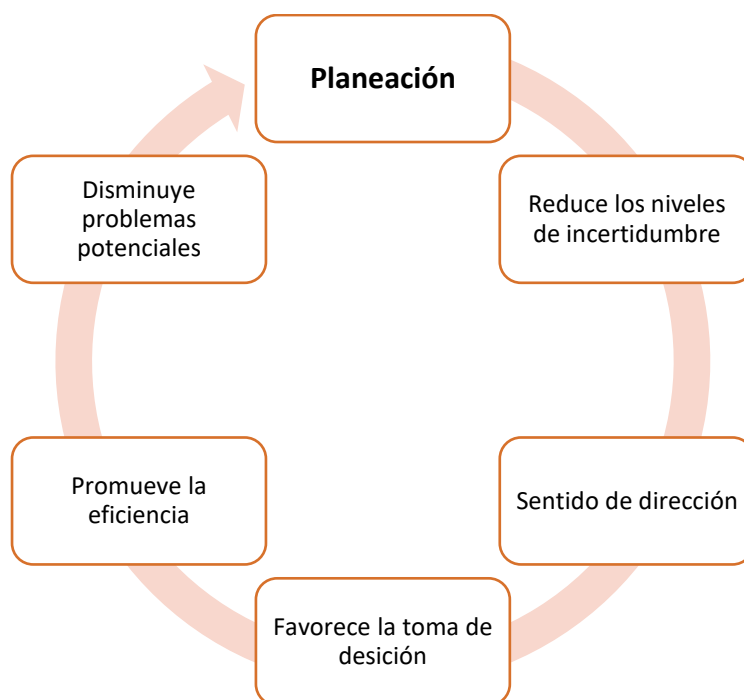 Planeación
Reduce los niveles
de incertidumbre
Sentido de dirección
Favorece la toma de
desición
Promueve la
eficiencia
Disminuye
problemas
potenciales